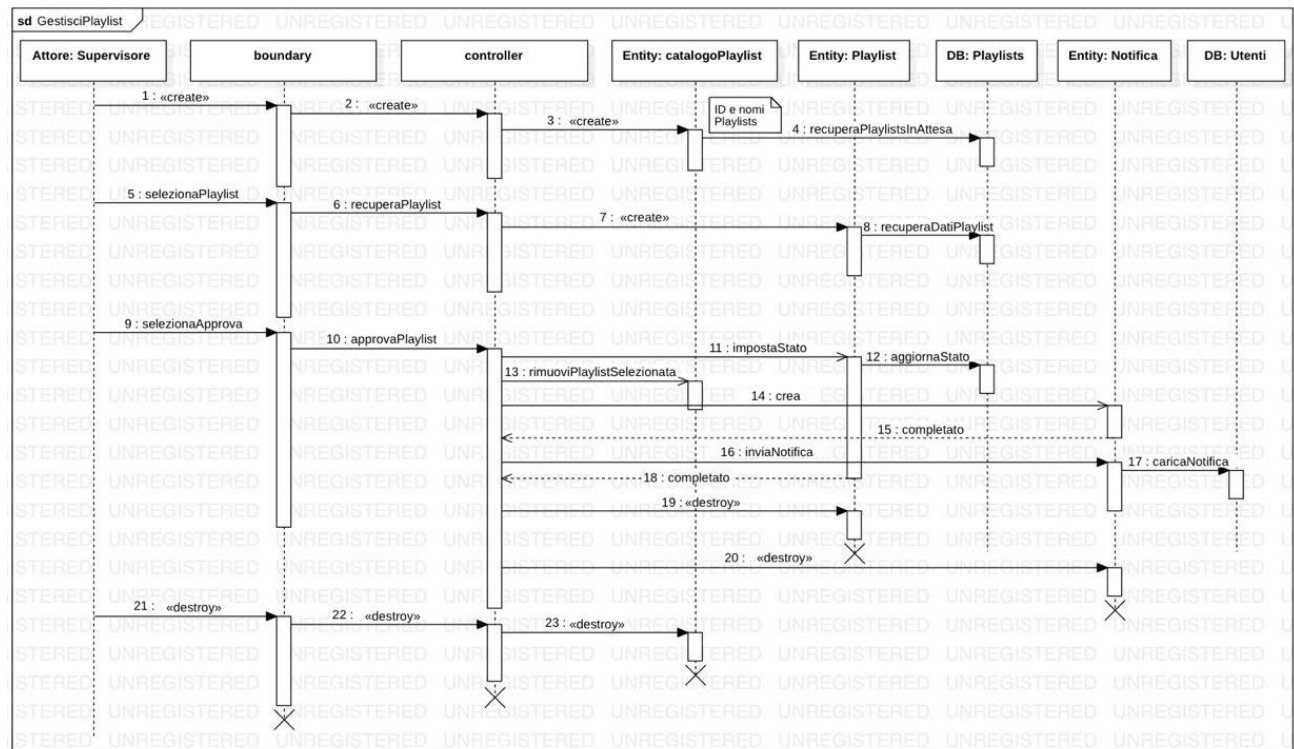 sd GestisciPlaylist
Attore: Supervisore
boundary
controller
Entity: catalogoPlaylist
Entity: Playlist
DB: Playlists
Entity: Notifica
DB: Utenti
1 : «create»
2 : «create»
3 : «create»
ID e nomi
Playlists
4 : recuperaPlaylistsInAttesa
5 : selezionaPlaylist
6 : recuperaPlaylist
7 : «create»
8 : recuperaDatiPlaylist
9 : selezionaApprova
10 : approvaPlaylist
11 : impostaStato
12 : aggiornaStato
13 : rimuoviPlaylistSelezionata
14 : crea
15 : completato
16 : inviaNotifica
17 : caricaNotifica
18 : completato
19 : «destroy»
20 : «destroy»
21 : «destroy»
22 : «destroy»
23 : «destroy»
UNREGISTERED